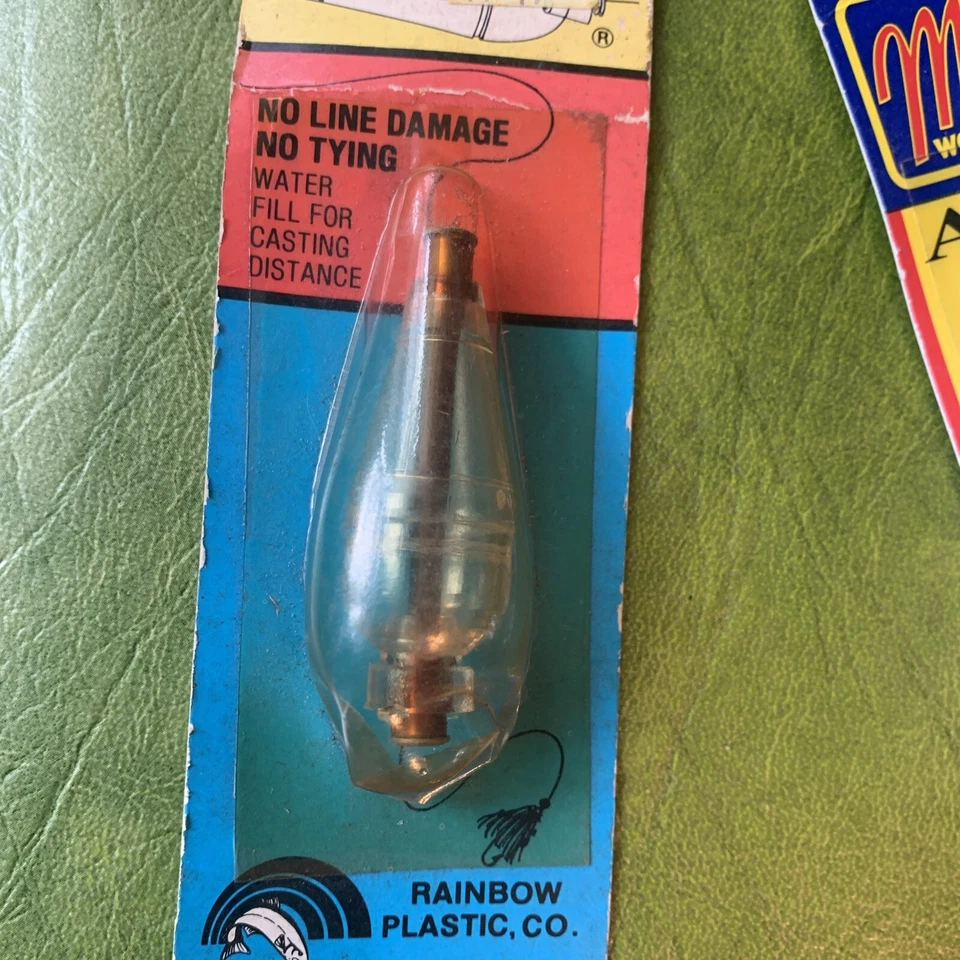 ®
NO LINE DAMAGE
NO TYING
WATER
FILL FOR
CASTING
DISTANCE
RAINBOW
PLASTIC, CO.